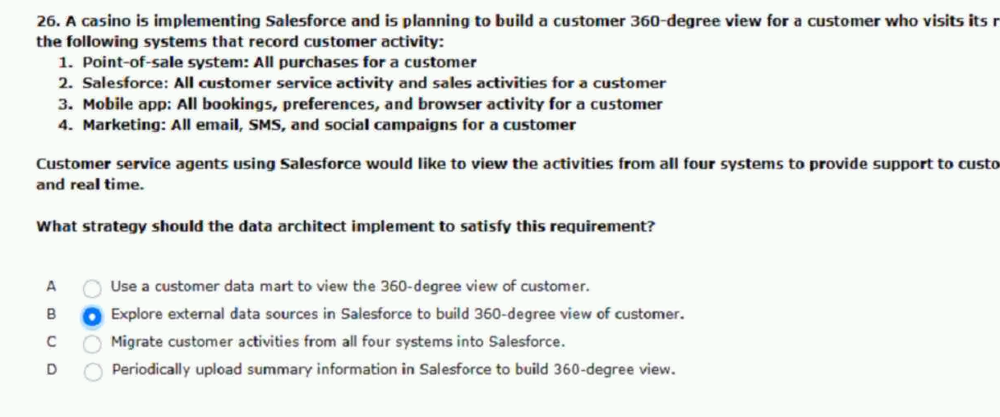 26. A casino is implementing Salesforce and is planning to build a customer 360-degree view for a customer who visits its r
the following systems that record customer activity:
1. Point-of-sale system: All purchases for a customer
2. Salesforce: All customer service activity and sales activities for a customer
3. Mobile app: All bookings, preferences, and browser activity for a customer
4. Marketing: All email, SMS, and social campaigns for a customer
Customer service agents using Salesforce would like to view the activities from all four systems to provide support to custo
and real time.
What strategy should the data architect implement to satisfy this requirement?
A Use a customer data mart to view the 360-degree view of customer.
B Explore external data sources in Salesforce to build 360-degree view of customer.
C Migrate customer activities from all four systems into Salesforce.
D Periodically upload summary information in Salesforce to build 360-degree view.